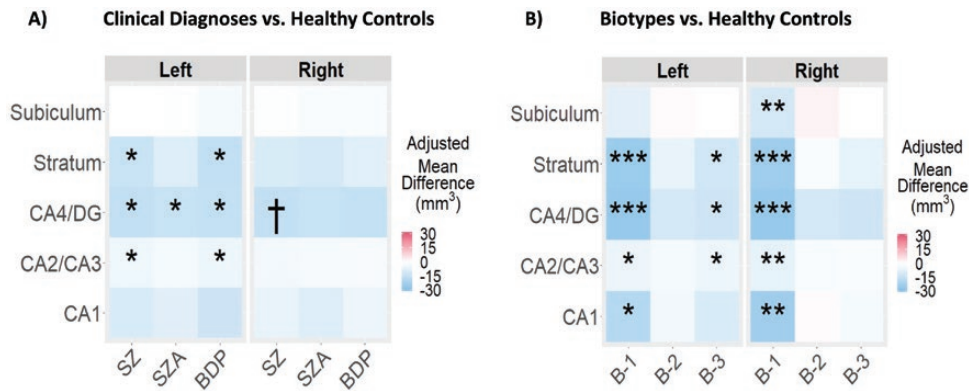 A) Clinical Diagnoses vs. Healthy Controls
Left Right
Subiculum
Stratum * *
CA4/DG * * * †
CA2/CA3 * *
CA1
SZ SZA BDP SZ SZA BDP
Adjusted
Mean
Difference
(mm³)
30
15
0
-15
-30
B) Biotypes vs. Healthy Controls
Left Right
Subiculum **
Stratum *** * ***
CA4/DG *** * ***
CA2/CA3 * * **
CA1 * **
B-1 B-2 B-3 B-1 B-2 B-3
Adjusted
Mean
Difference
(mm³)
30
15
0
-15
-30